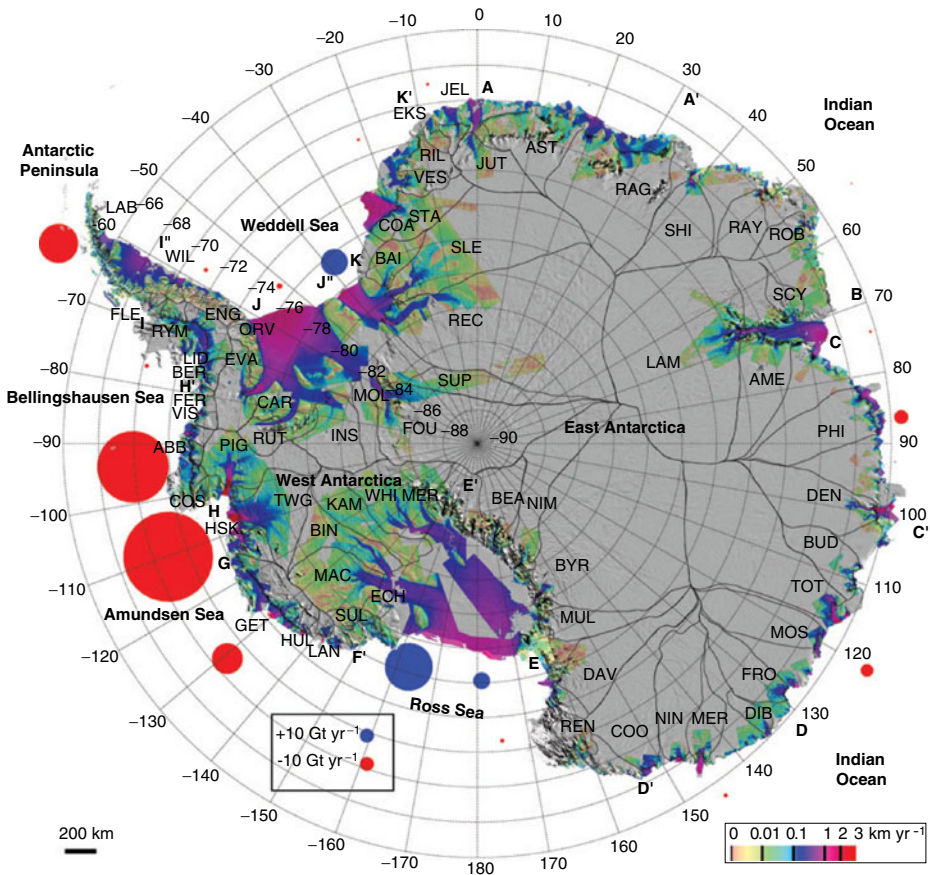 0
−10
10
−20
20
−30
30
−40
40
−50
50
−60
60
−70
70
−80
80
−90
90
−100
100
−110
110
−120
120
−130
130
−140
140
−150
150
−160
160
−170
170
180
−66
−68
−70
−72
−74
−76
−78
−80
−82
−84
−86
−88
−90
Indian
Ocean
Antarctic
Peninsula
Weddell Sea
Bellingshausen Sea
Amundsen Sea
Ross Sea
West Antarctica
East Antarctica
Indian
Ocean
K'
JEL
A
EKS
A'
RIL
VES
JUT
AST
RAG
SHI
RAY
ROB
STA
COA
BAI
SLE
K
J"
REC
SCY
B
C
LAM
AME
LAB
I"
WIL
J
FLE
I
RYM
ENG
ORV
LID
EVA
BER
H'
FER
VIS
CAR
MOL
SUP
FOU
ABB
PIG
RUT
INS
PHI
DEN
C'
BUD
TOT
MOS
COS
H
HSK
TWG
KAM
WHI
MER
E'
BEA
NIM
BIN
G
MAC
ECH
BYR
MUL
SUL
GET
HUL
LAN
F'
E
DAV
FRO
DIB
D
REN
COO
NIN
MER
D'
+10 Gt yr−1
-10 Gt yr−1
200 km
0 0.01 0.1 1 2 3 km yr -1